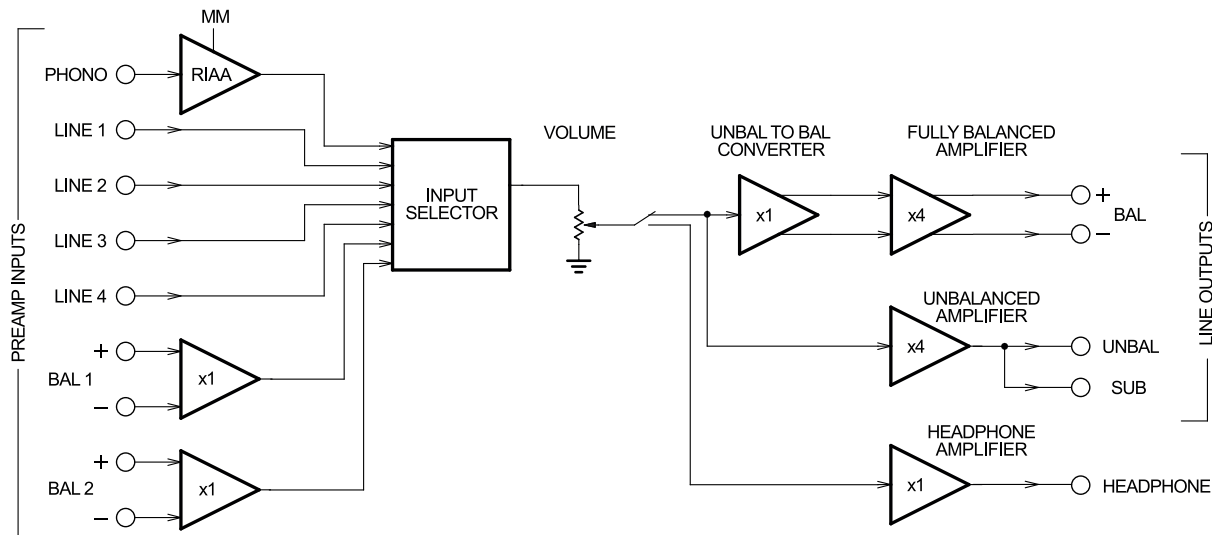 MM
PHONO
RIAA
LINE 1
LINE 2
LINE 3
LINE 4
+
BAL 1
−
x1
+
BAL 2
−
x1
PREAMP INPUTS
INPUT
SELECTOR
VOLUME
UNBAL TO BAL
CONVERTER
x1
FULLY BALANCED
AMPLIFIER
x4
+
BAL
−
UNBALANCED
AMPLIFIER
x4
UNBAL
SUB
LINE OUTPUTS
HEADPHONE
AMPLIFIER
x1
HEADPHONE